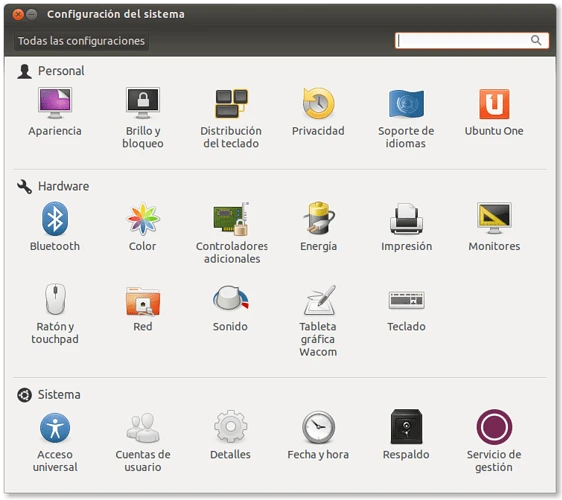 Configuración del sistema
Todas las configuraciones
Personal
Apariencia
Brillo y
bloqueo
Distribución
del teclado
Privacidad
Soporte de
idiomas
Ubuntu One
Hardware
Bluetooth
Color
Controladores
adicionales
Energía
Impresión
Monitores
Ratón y
touchpad
Red
Sonido
Tableta
gráfica
Wacom
Teclado
Sistema
Acceso
universal
Cuentas de
usuario
Detalles
Fecha y hora
Respaldo
Servicio de
gestión